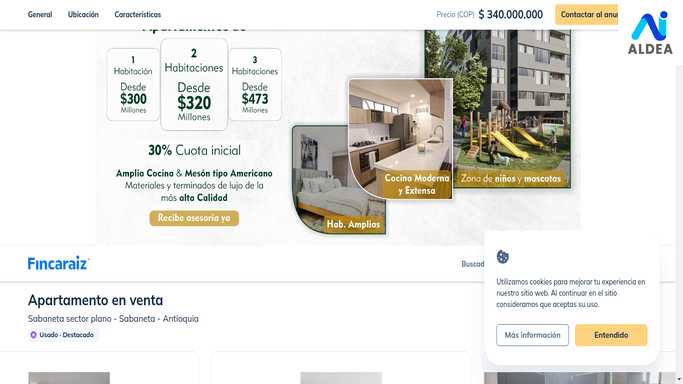 General
Ubicación
Características
Precio (COP) $ 340.000.000
Contactar al
ALDEA
1
Habitación
Desde
$300
Millones
2
Habitaciones
Desde
$320
Millones
3
Habitaciones
Desde
$473
Millones
30% Cuota inicial
Amplia Cocina & Mesón tipo Americano
Materiales y terminados de lujo de la
más alta Calidad
Recibe asesoría ya
Hab. Amplias
Cocina Moderna
y Extensa
Zona de niños y mascotas
Fincaraiz
Apartamento en venta
Sabaneta sector plano - Sabaneta - Antioquia
Usado · Destacado
Utilizamos cookies para mejorar tu experiencia en
nuestro sitio web. Al continuar en el sitio
consideramos que aceptas su uso.
Más información
Entendido